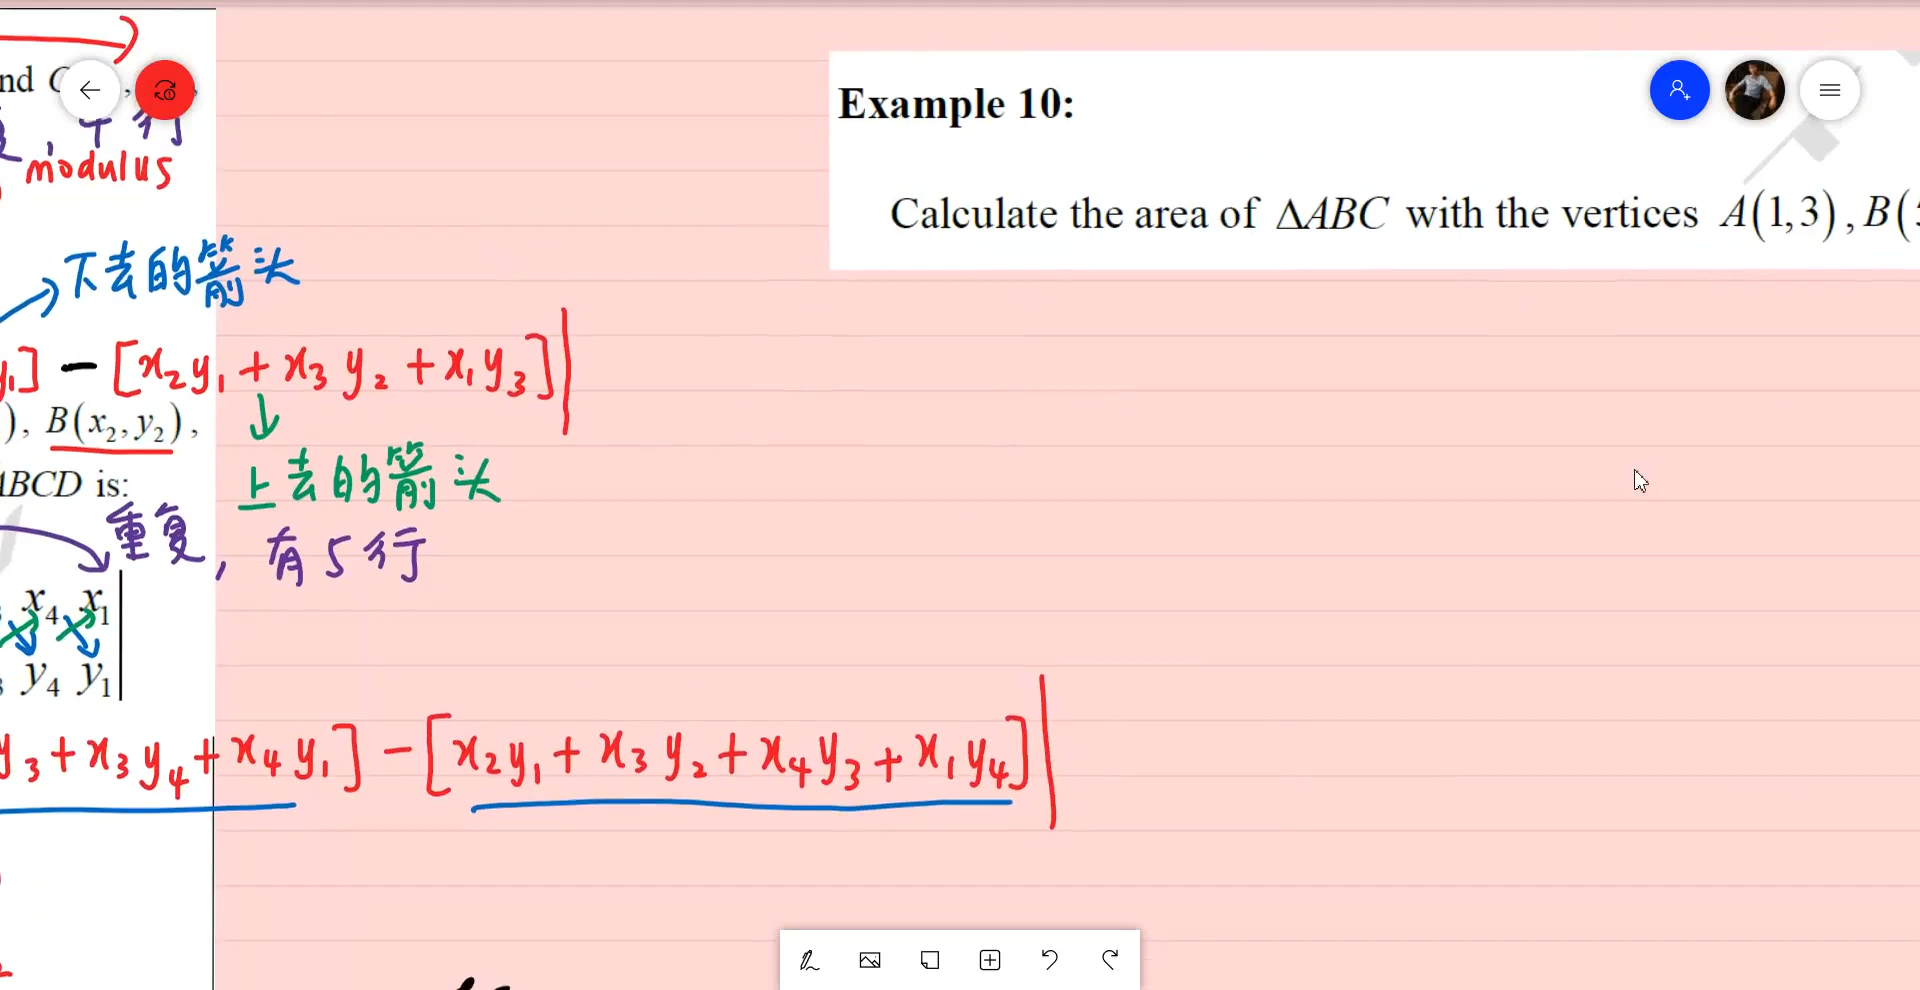 nd
modulus
下去的箭头
y₁] − [x₂y₁ + x₃y₂ + x₁y₃]|
), B(x₂, y₂),
上去的箭头
ABCD is:
重复, 有5行
x₄ x₁
y₄ y₁
y₃ + x₃y₄ + x₄y₁] − [x₂y₁ + x₃y₂ + x₄y₃ + x₁y₄]|
Example 10:
Calculate the area of ΔABC with the vertices A(1,3), B(